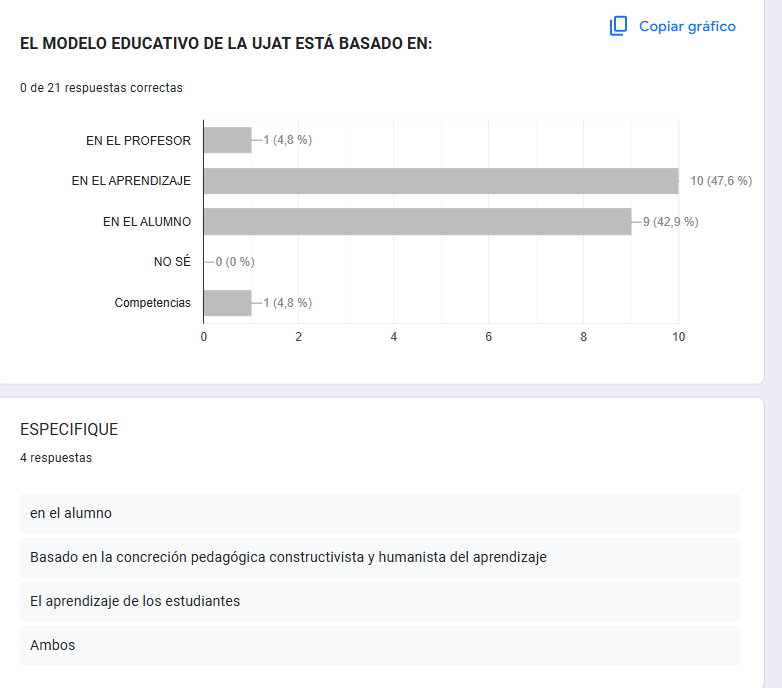 Copiar gráfico
EL MODELO EDUCATIVO DE LA UJAT ESTÁ BASADO EN:
0 de 21 respuestas correctas
EN EL PROFESOR 1 (4,8 %)
EN EL APRENDIZAJE 10 (47,6 %)
EN EL ALUMNO 9 (42,9 %)
NO SÉ 0 (0 %)
Competencias 1 (4,8 %)
0 2 4 6 8 10
ESPECIFIQUE
4 respuestas
en el alumno
Basado en la concreción pedagógica constructivista y humanista del aprendizaje
El aprendizaje de los estudiantes
Ambos